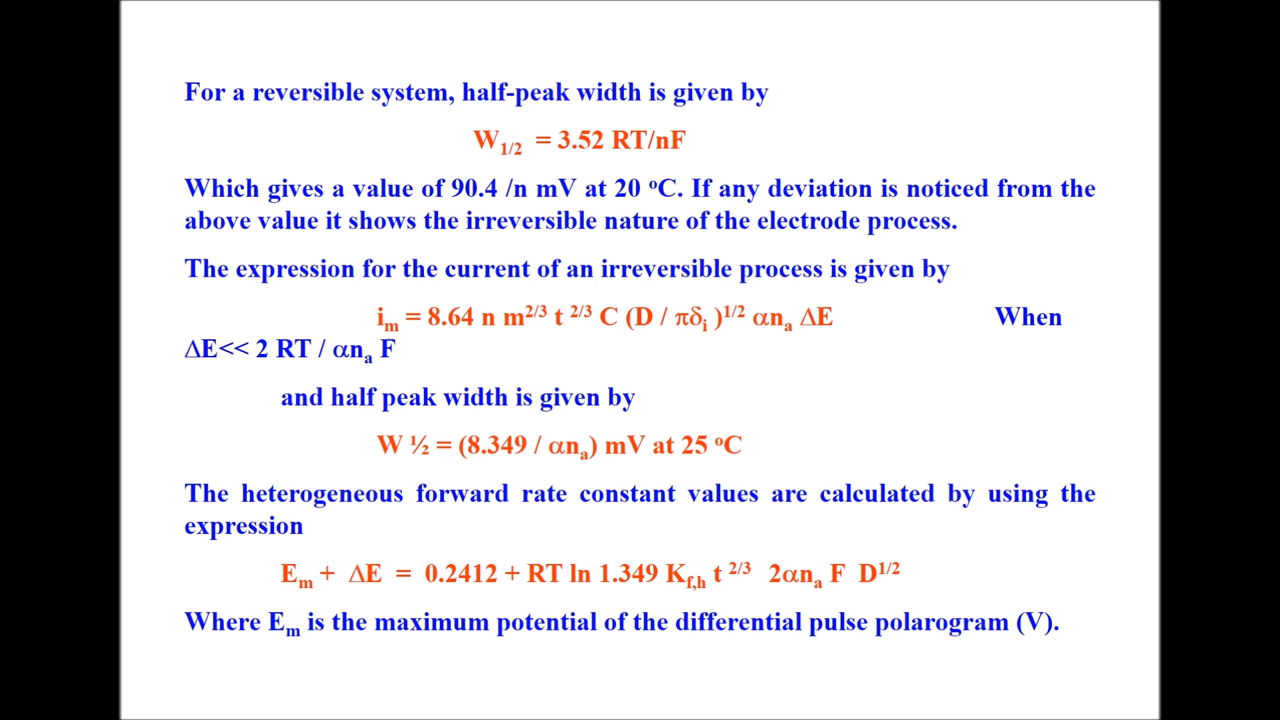 For a reversible system, half-peak width is given by
W1/2 = 3.52 RT/nF
Which gives a value of 90.4 /n mV at 20 ºC. If any deviation is noticed from the
above value it shows the irreversible nature of the electrode process.
The expression for the current of an irreversible process is given by
im = 8.64 n m2/3 t 2/3 C (D / πδi )1/2 αna ΔE When
ΔE<< 2 RT / αna F
and half peak width is given by
W ½ = (8.349 / αna) mV at 25 ºC
The heterogeneous forward rate constant values are calculated by using the
expression
Em + ΔE = 0.2412 + RT ln 1.349 Kf,h t 2/3 2αna F D1/2
Where Em is the maximum potential of the differential pulse polarogram (V).